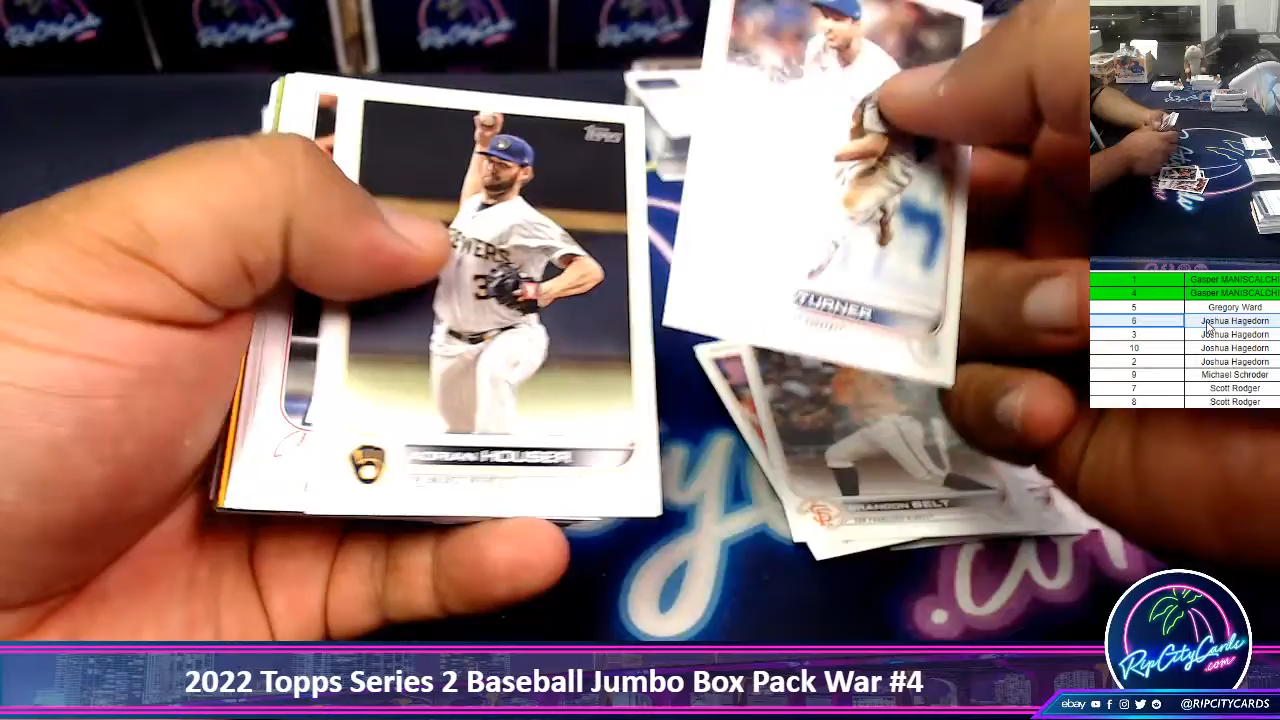 Topps
TURNER
HOUSER
BRANDON BELT
1 Gasper MANISCALCHI
4 Gasper MANISCALCHI
5 Gregory Ward
6 Joshua Hagedorn
3 Joshua Hagedorn
10 Joshua Hagedorn
2 Joshua Hagedorn
9 Michael Schroder
7 Scott Rodger
8 Scott Rodger
.com
RipCityCards
.com
2022 Topps Series 2 Baseball Jumbo Box Pack War #4
ebay @RIPCITYCARDS